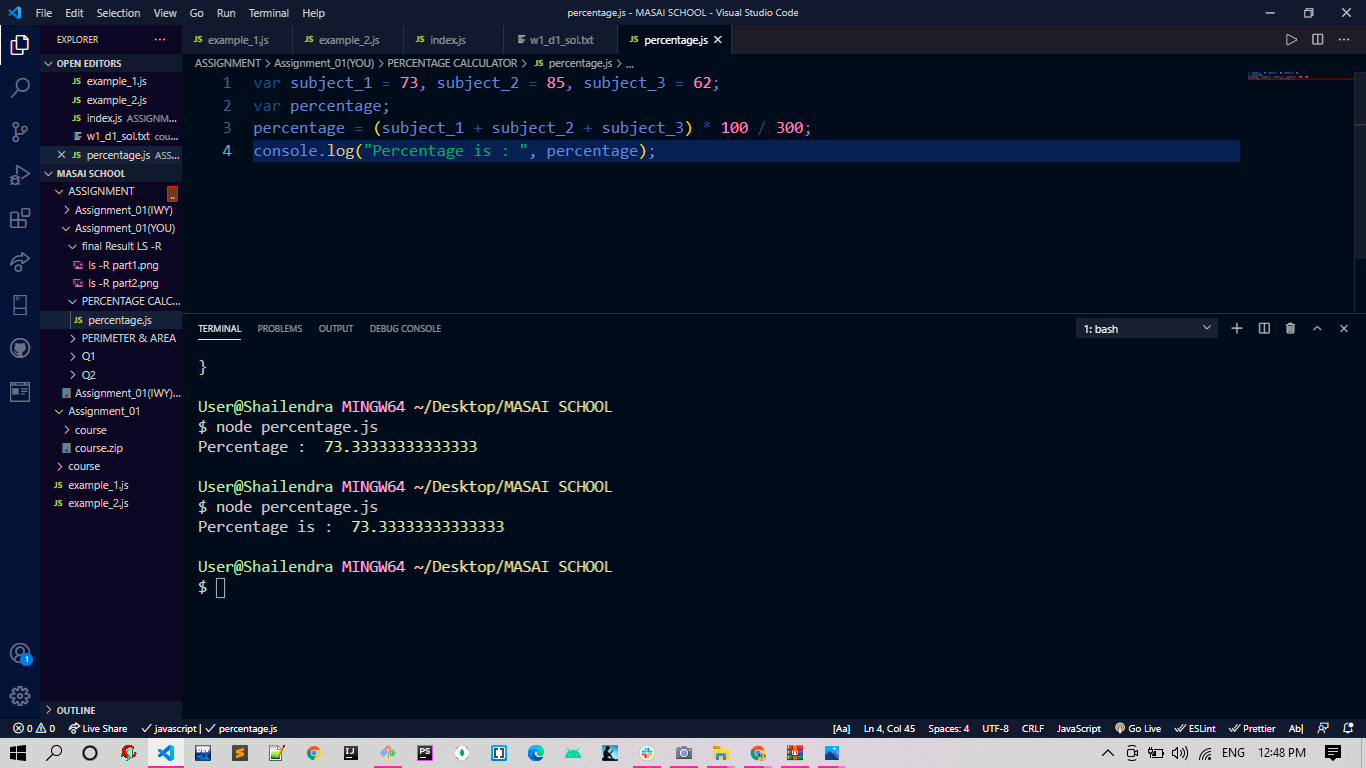 File Edit Selection View Go Run Terminal Help
percentage.js - MASAI SCHOOL - Visual Studio Code
EXPLORER ···
OPEN EDITORS
JS example_1.js
JS example_2.js
JS index.js ASSIGNM...
w1_d1_sol.txt cou...
JS percentage.js ASS...
MASAI SCHOOL
ASSIGNMENT
Assignment_01(IWY)
Assignment_01(YOU)
final Result LS -R
ls -R part1.png
ls -R part2.png
PERCENTAGE CALC...
JS percentage.js
PERIMETER & AREA
Q1
Q2
Assignment_01(IWY)...
Assignment_01
course
course.zip
course
JS example_1.js
JS example_2.js
OUTLINE
JS example_1.js JS example_2.js JS index.js w1_d1_sol.txt JS percentage.js
ASSIGNMENT > Assignment_01(YOU) > PERCENTAGE CALCULATOR > JS percentage.js > ...
1 var subject_1 = 73, subject_2 = 85, subject_3 = 62;
2 var percentage;
3 percentage = (subject_1 + subject_2 + subject_3) * 100 / 300;
4 console.log("Percentage is : ", percentage);
TERMINAL PROBLEMS OUTPUT DEBUG CONSOLE
1: bash
}
User@Shailendra MINGW64 ~/Desktop/MASAI SCHOOL
$ node percentage.js
Percentage :  73.33333333333333
User@Shailendra MINGW64 ~/Desktop/MASAI SCHOOL
$ node percentage.js
Percentage is :  73.33333333333333
User@Shailendra MINGW64 ~/Desktop/MASAI SCHOOL
$
1
0 0 Live Share javascript | percentage.js
[Aa] Ln 4, Col 45 Spaces: 4 UTF-8 CRLF JavaScript Go Live ESLint Prettier Ab|
DEV IJ PS
ENG 12:48 PM